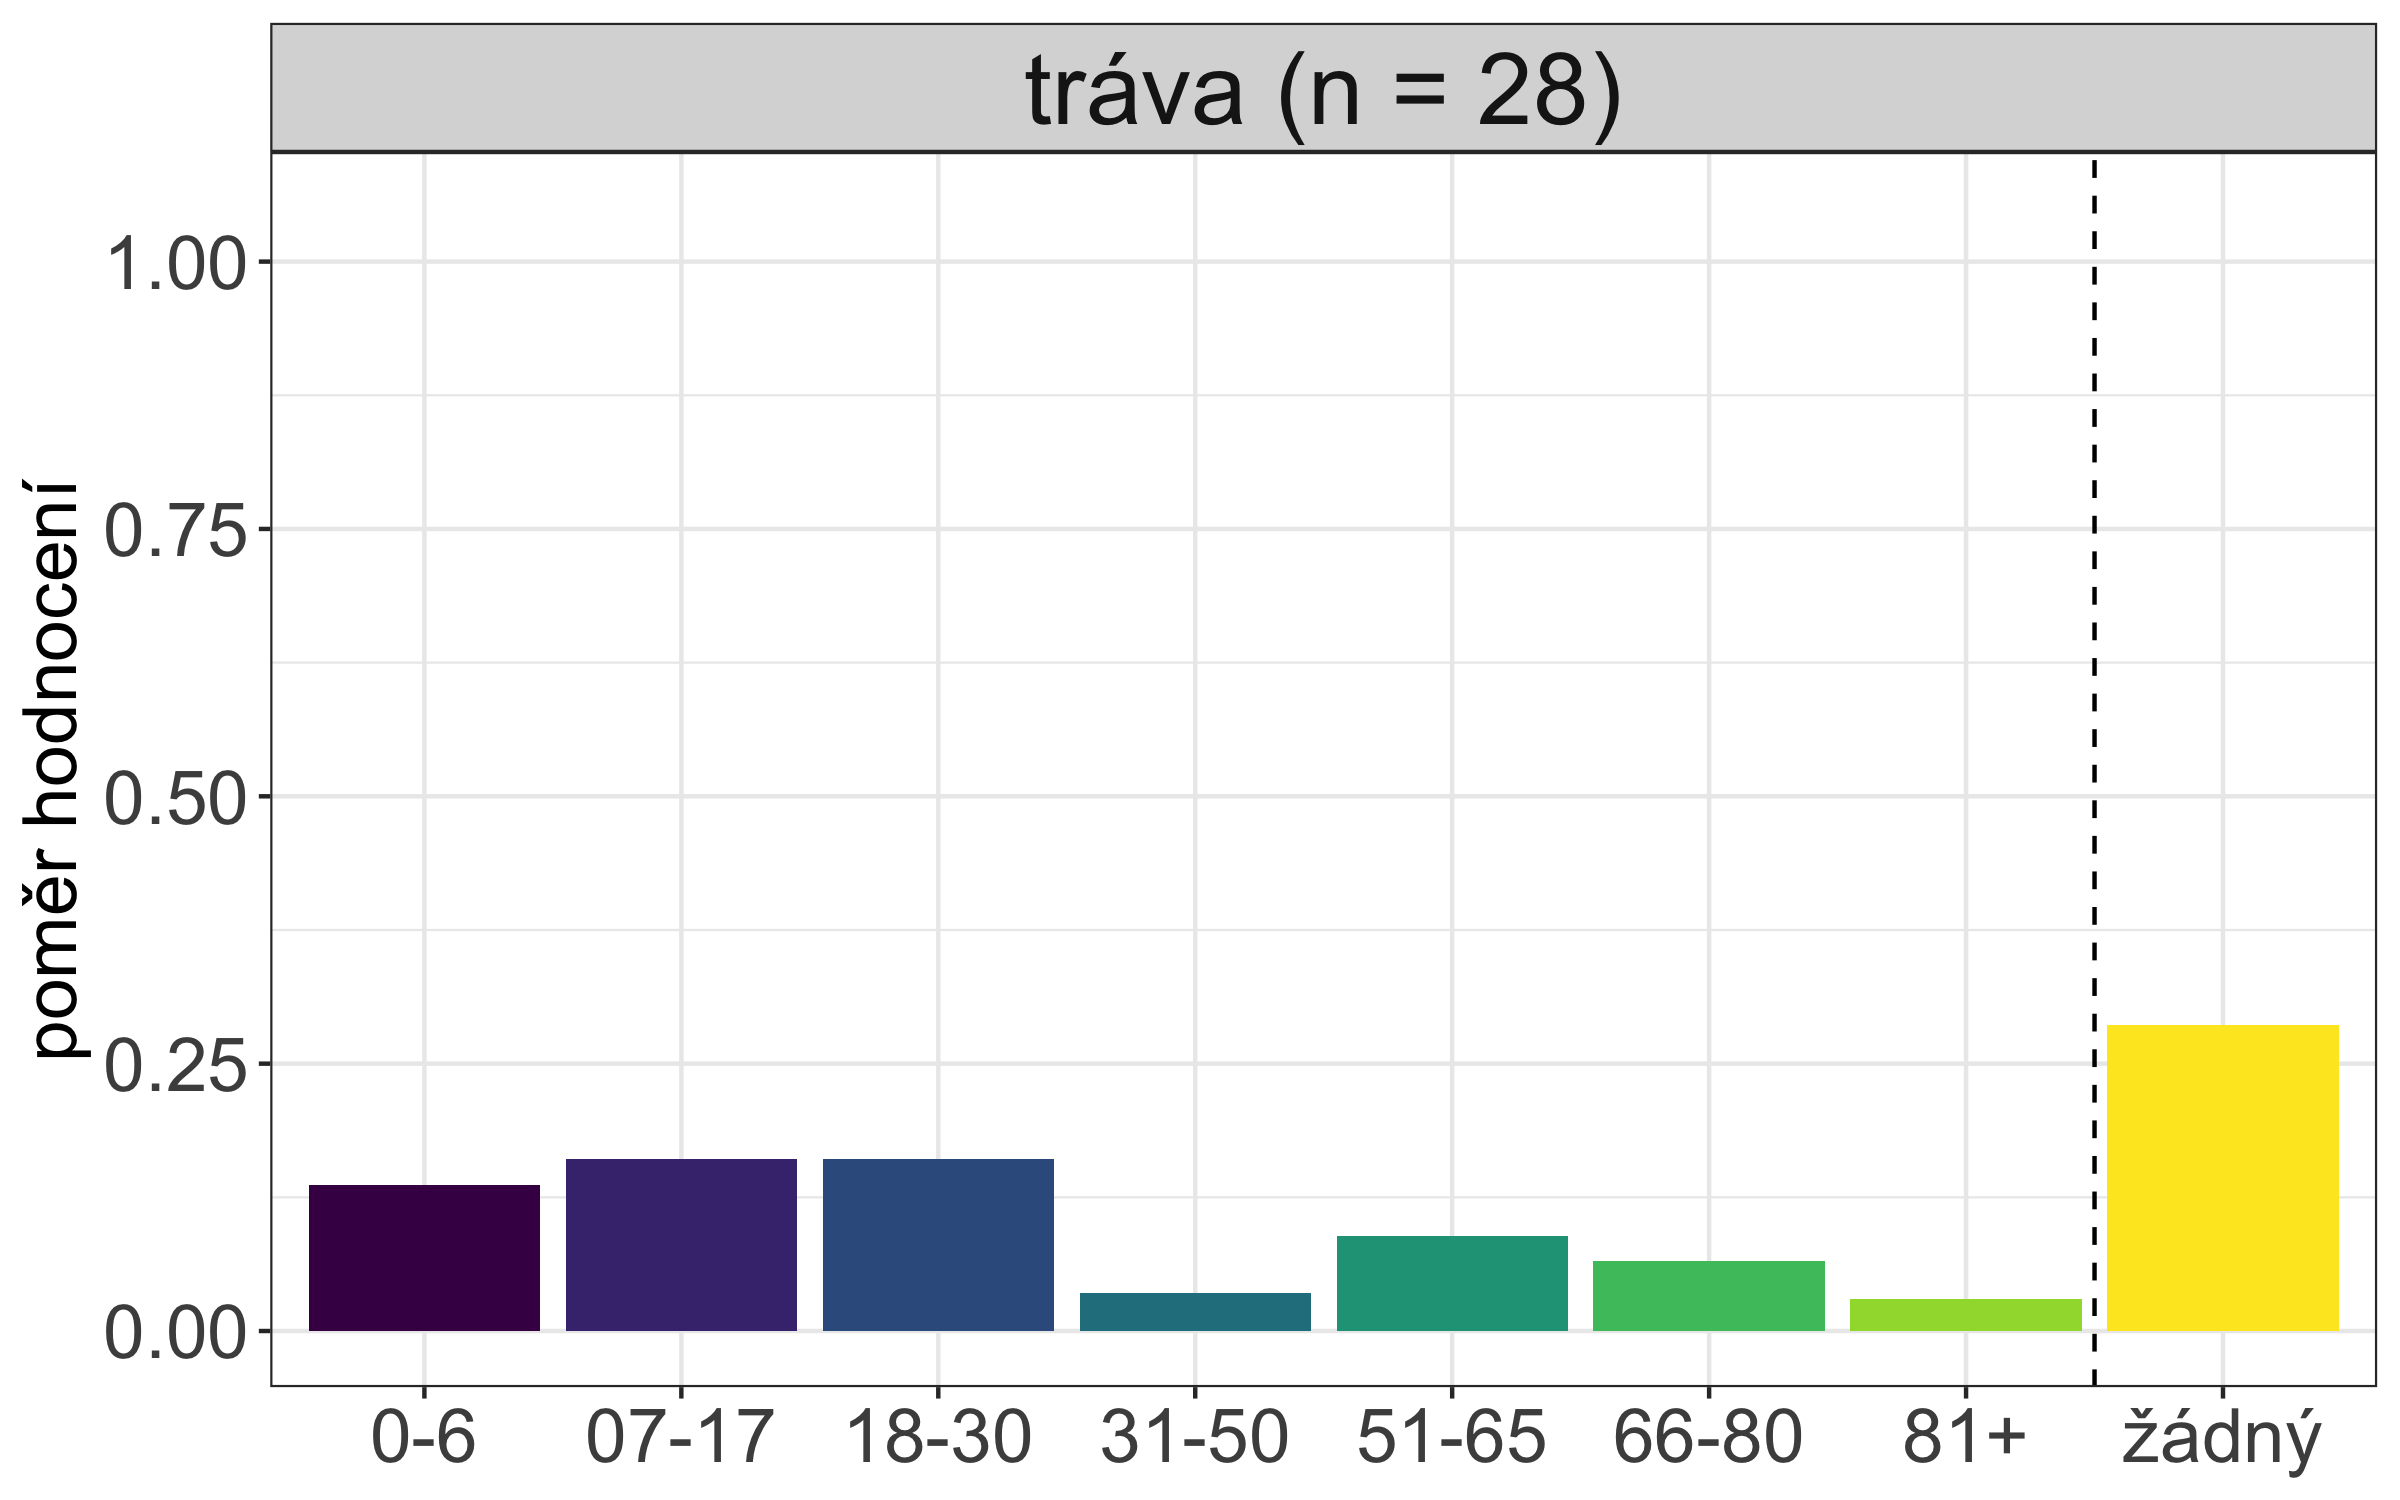 tráva (n = 28)
poměr hodnocení
1.00
0.75
0.50
0.25
0.00
0-6 07-17 18-30 31-50 51-65 66-80 81+ žádný